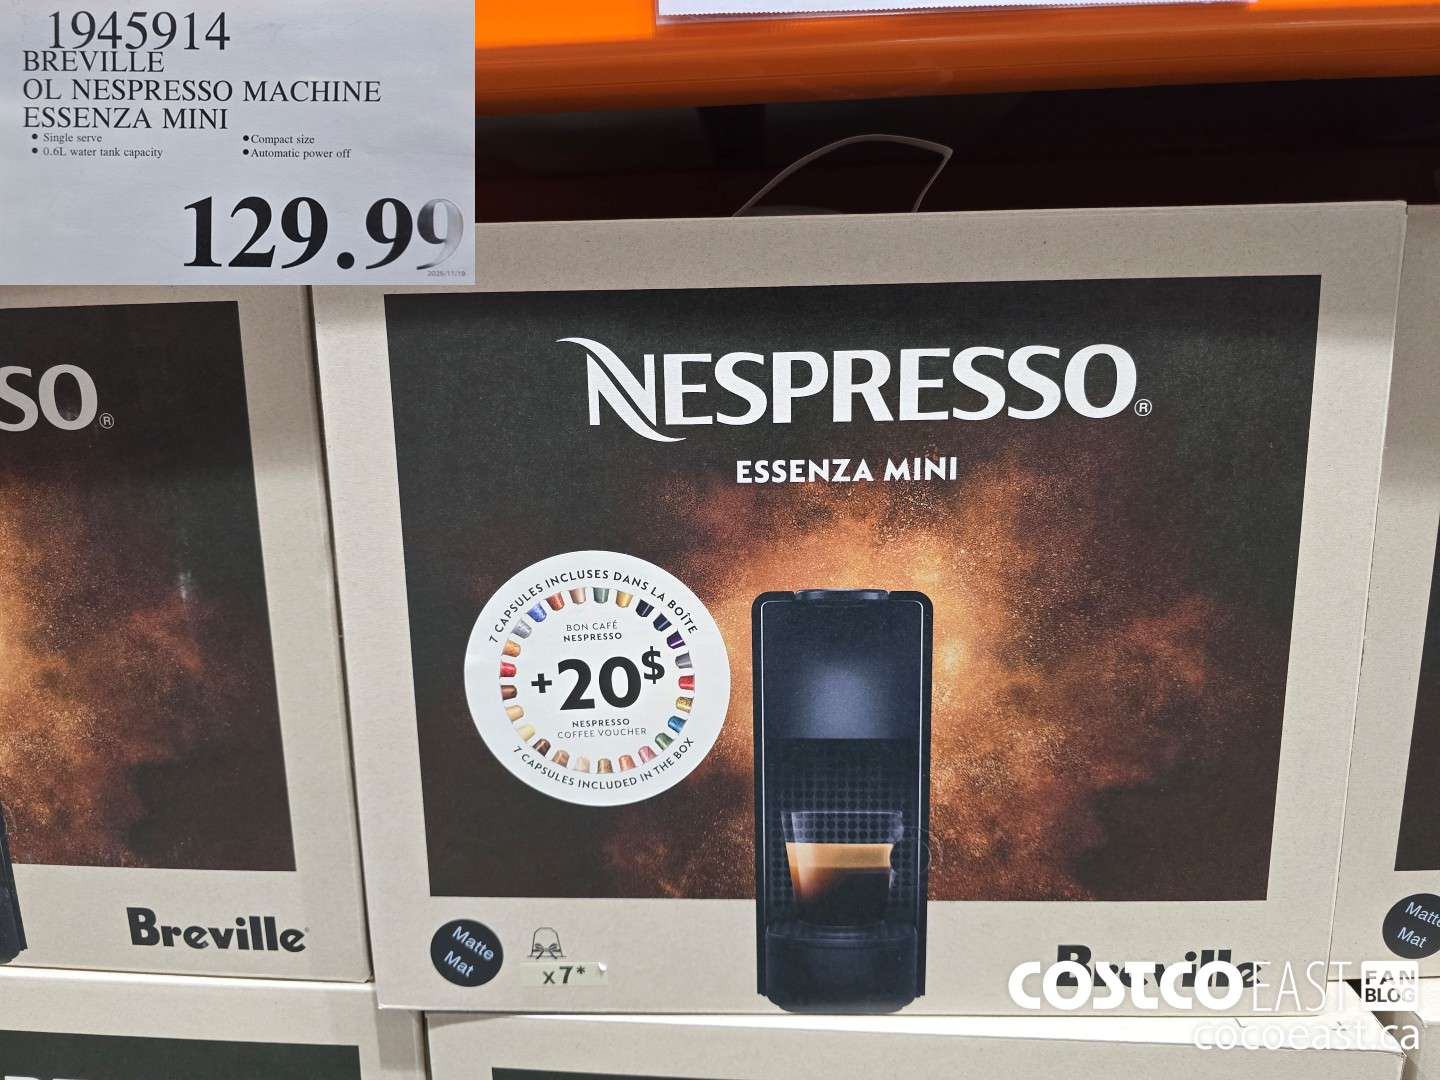 1945914
BREVILLE
OL NESPRESSO MACHINE
ESSENZA MINI
• Single serve
• Compact size
• 0.6L water tank capacity
• Automatic power off
129.99
2025/11/19
SO®
NESPRESSO®
ESSENZA MINI
7 CAPSULES INCLUSES DANS LA BOÎTE
BON CAFÉ
NESPRESSO
+20$
NESPRESSO
COFFEE VOUCHER
7 CAPSULES INCLUDED IN THE BOX
Breville
Matte
Mat
x7*
Breville
Matte
Mat
COSTCO EAST FAN
BLOG
cocoeast.ca